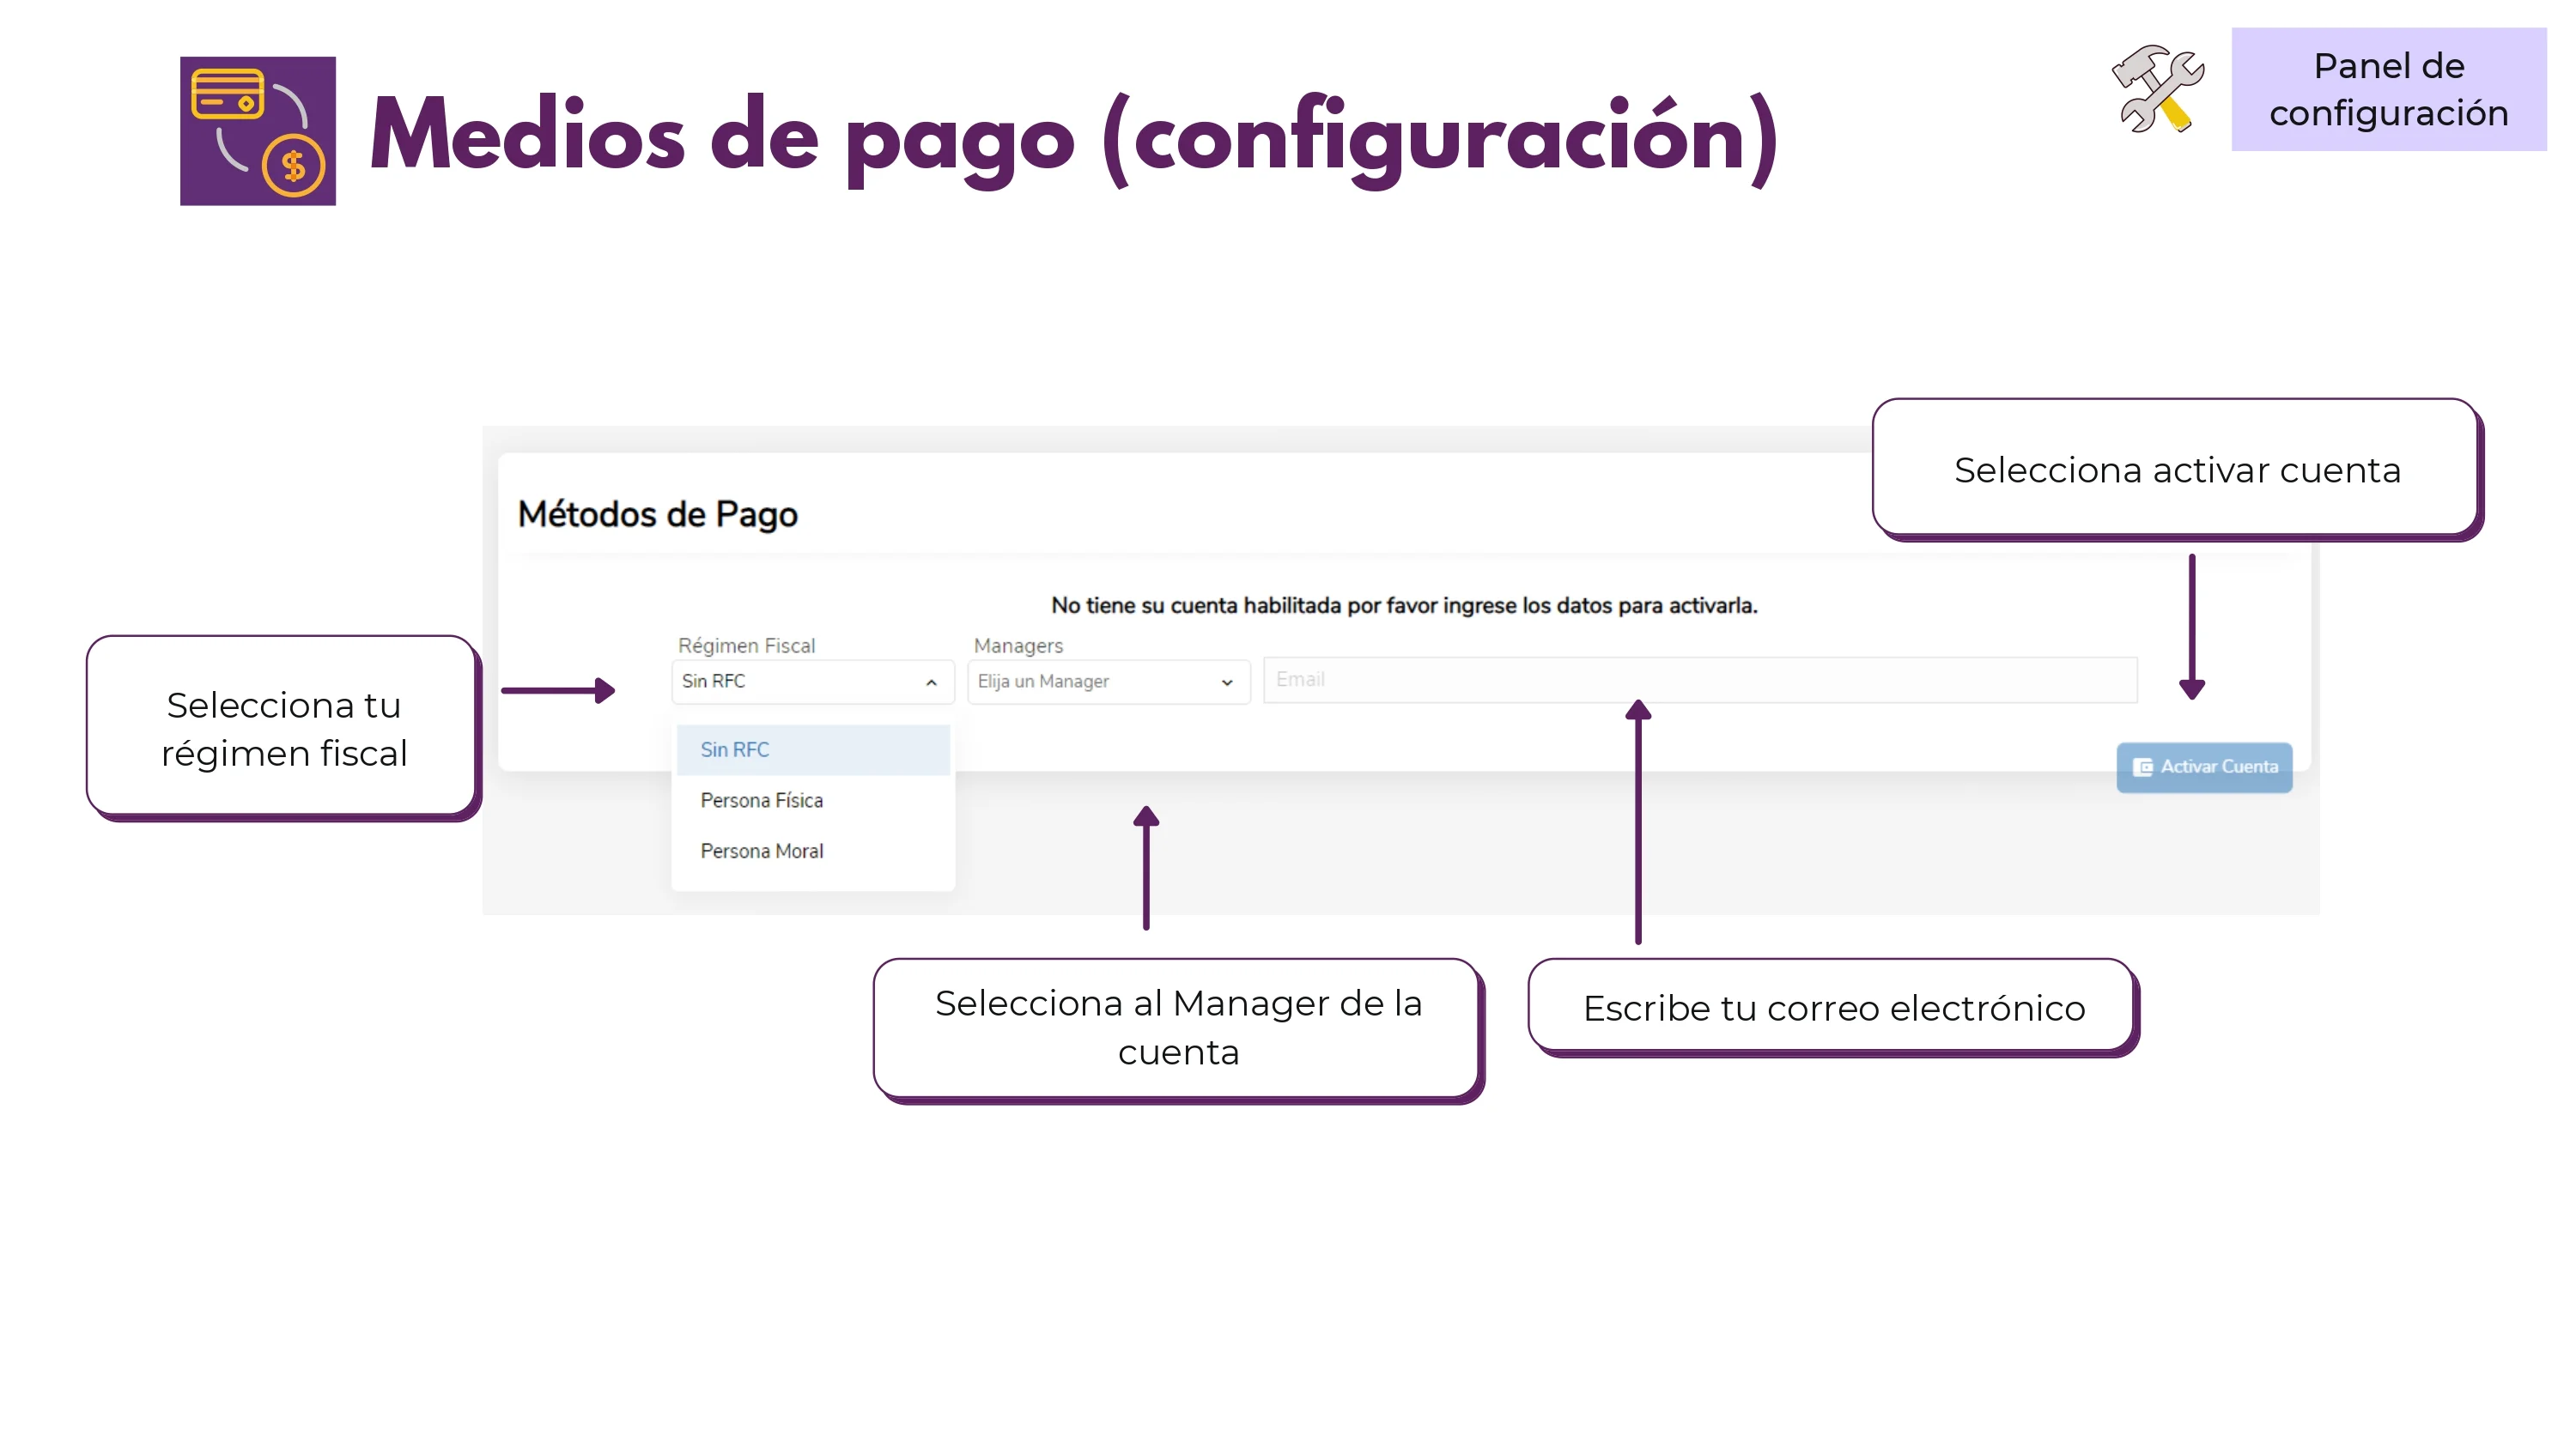 Medios de pago (configuración)
Panel de
configuración
Selecciona activar cuenta
Métodos de Pago
No tiene su cuenta habilitada por favor ingrese los datos para activarla.
Régimen Fiscal
Managers
Sin RFC
Elija un Manager
Email
Selecciona tu
régimen fiscal
Sin RFC
Persona Física
Persona Moral
Activar Cuenta
Selecciona al Manager de la
cuenta
Escribe tu correo electrónico